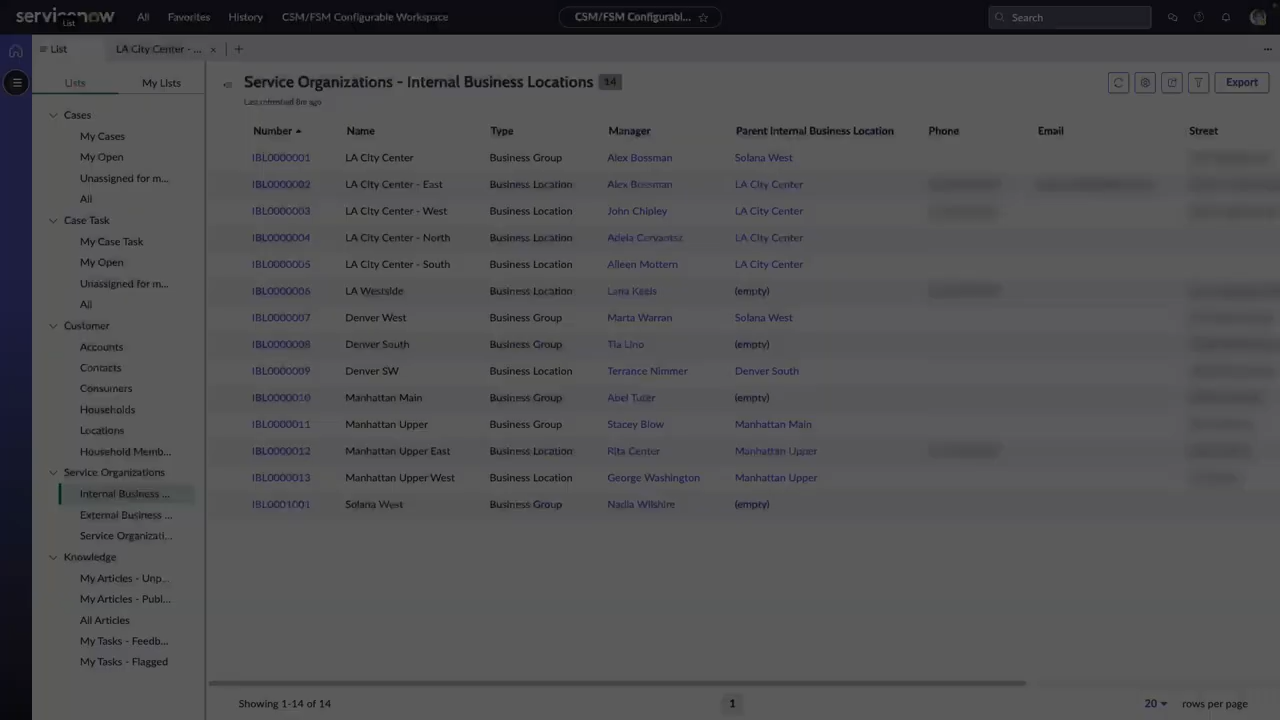 servicenow
All
Favorites
History
CSM/FSM Configurable Workspace
CSM/FSM Configurabl...
Search
List
List
LA City Center - ...
Lists
My Lists
Service Organizations - Internal Business Locations 14
Last refreshed 8m ago
Export
Cases
My Cases
My Open
Unassigned for m...
All
Case Task
My Case Task
My Open
Unassigned for m...
All
Customer
Accounts
Contacts
Consumers
Households
Locations
Household Memb...
Service Organizations
Internal Business ...
External Business ...
Service Organizati...
Knowledge
My Articles - Unp...
My Articles - Publ...
All Articles
My Tasks - Feedb...
My Tasks - Flagged
Number Name Type Manager Parent Internal Business Location Phone Email Street
IBL0000001 LA City Center Business Group Alex Bossman Solana West
IBL0000002 LA City Center - East Business Location Alex Bossman LA City Center
IBL0000003 LA City Center - West Business Location John Chipley LA City Center
IBL0000004 LA City Center - North Business Location Adela Cervantsz LA City Center
IBL0000005 LA City Center - South Business Location Alleen Mottern LA City Center
IBL0000006 LA Westside Business Location Lana Keels (empty)
IBL0000007 Denver West Business Group Marta Warran Solana West
IBL0000008 Denver South Business Group Tia Lino (empty)
IBL0000009 Denver SW Business Location Terrance Nimmer Denver South
IBL0000010 Manhattan Main Business Group Abel Tuter (empty)
IBL0000011 Manhattan Upper Business Group Stacey Blow Manhattan Main
IBL0000012 Manhattan Upper East Business Location Rita Center Manhattan Upper
IBL0000013 Manhattan Upper West Business Location George Washington Manhattan Upper
IBL0001001 Solana West Business Group Nadia Wilshire (empty)
Showing 1-14 of 14
1
20 rows per page